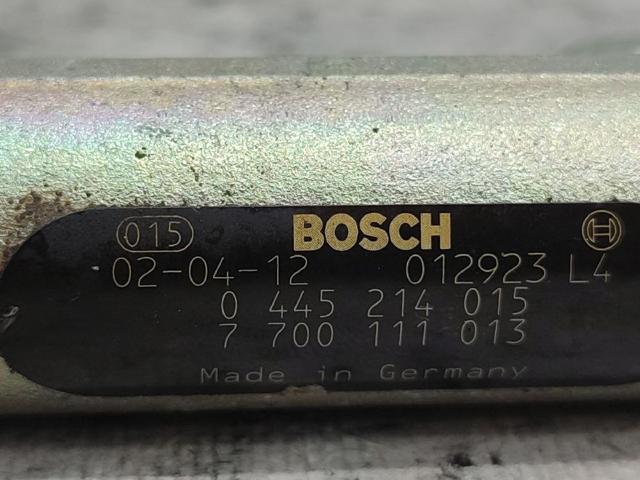 015 BOSCH
02-04-12 012923 L4
0 445 214 015
7 700 111 013
Made in Germany